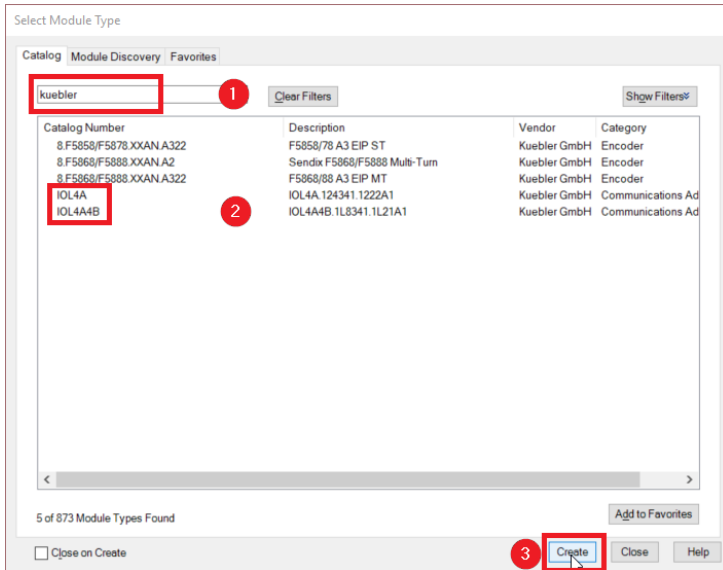 Select Module Type
Catalog Module Discovery Favorites
kuebler 1 Clear Filters Show Filters
Catalog Number Description Vendor Category
8.F5858/F5878.XXAN.A322 F5858/78 A3 EIP ST Kuebler GmbH Encoder
8.F5868/F5888.XXAN.A2 Sendix F5868/F5888 Multi-Turn Kuebler GmbH Encoder
8.F5868/F5888.XXAN.A322 F5868/88 A3 EIP MT Kuebler GmbH Encoder
IOL4A IOL4A.124341.1222A1 Kuebler GmbH Communications Ad
IOL4A4B 2 IOL4A4B.1L8341.1L21A1 Kuebler GmbH Communications Ad
5 of 873 Module Types Found Add to Favorites
Close on Create 3 Create Close Help